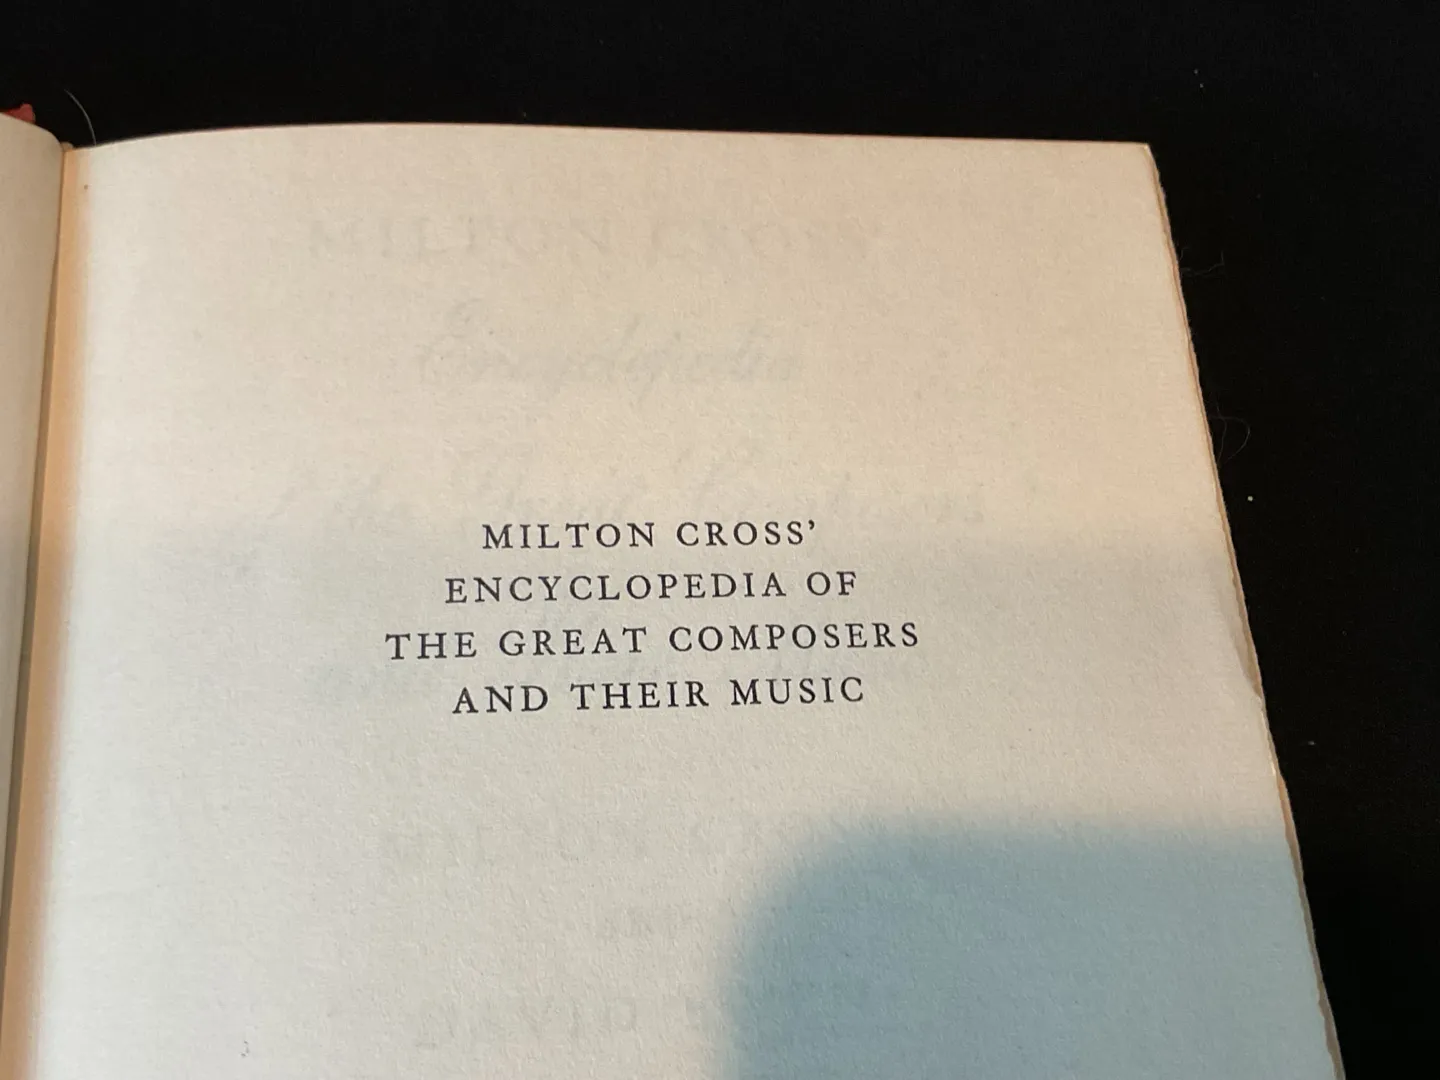 MILTON CROSS’
ENCYCLOPEDIA OF
THE GREAT COMPOSERS
AND THEIR MUSIC